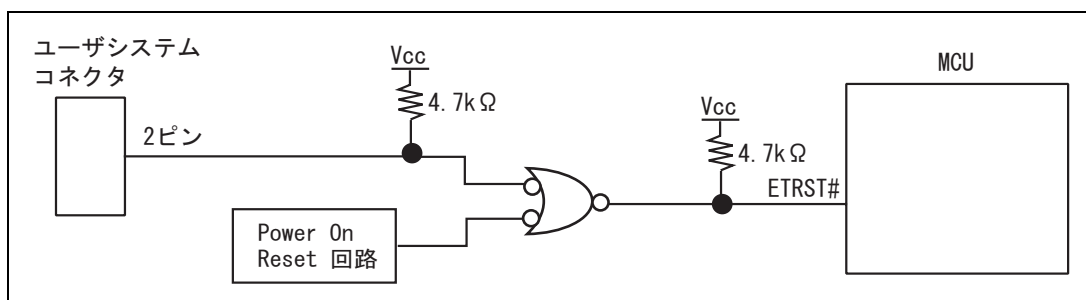 ユーザシステム
コネクタ
2ピン
Vcc
4.7kΩ
Power On
Reset 回路
Vcc
4.7kΩ
ETRST#
MCU